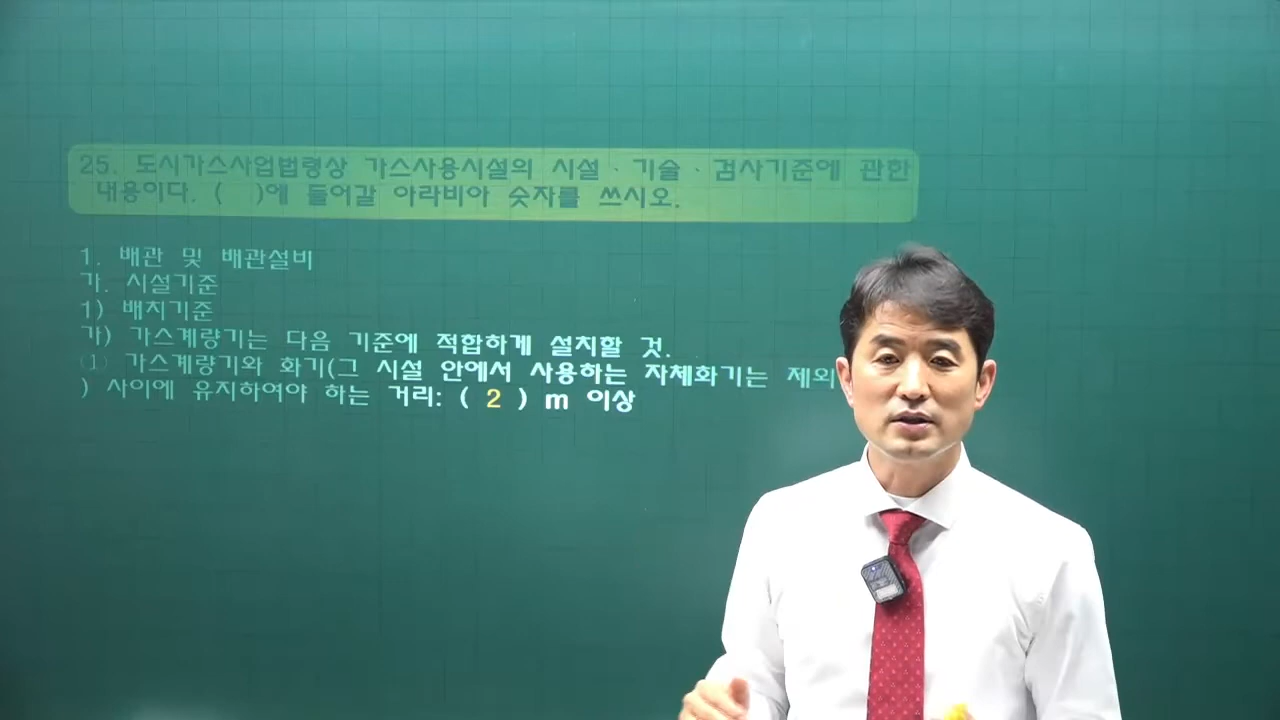 25. 도시가스사업법령상 가스사용시설의 시설·기술·검사기준에 관한
내용이다. (   )에 들어갈 아라비아 숫자를 쓰시오.
1. 배관 및 배관설비
가. 시설기준
1) 배치기준
가) 가스계량기는 다음 기준에 적합하게 설치할 것.
(1) 가스계량기와 화기(그 시설 안에서 사용하는 자체화기는 제외
) 사이에 유지하여야 하는 거리: ( 2 ) m 이상